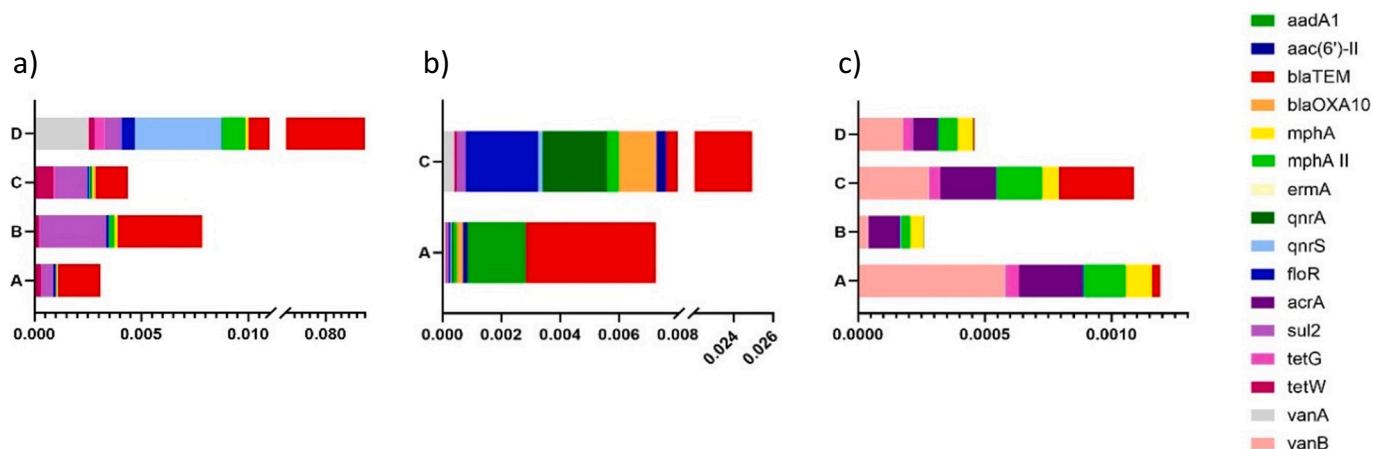 a)
D
C
B
A
0.000
0.005
0.010
0.080
b)
C
A
0.000
0.002
0.004
0.006
0.008
0.024
0.026
c)
D
C
B
A
0.0000
0.0005
0.0010
aadA1
aac(6')-II
blaTEM
blaOXA10
mphA
mphA II
ermA
qnrA
qnrS
floR
acrA
sul2
tetG
tetW
vanA
vanB